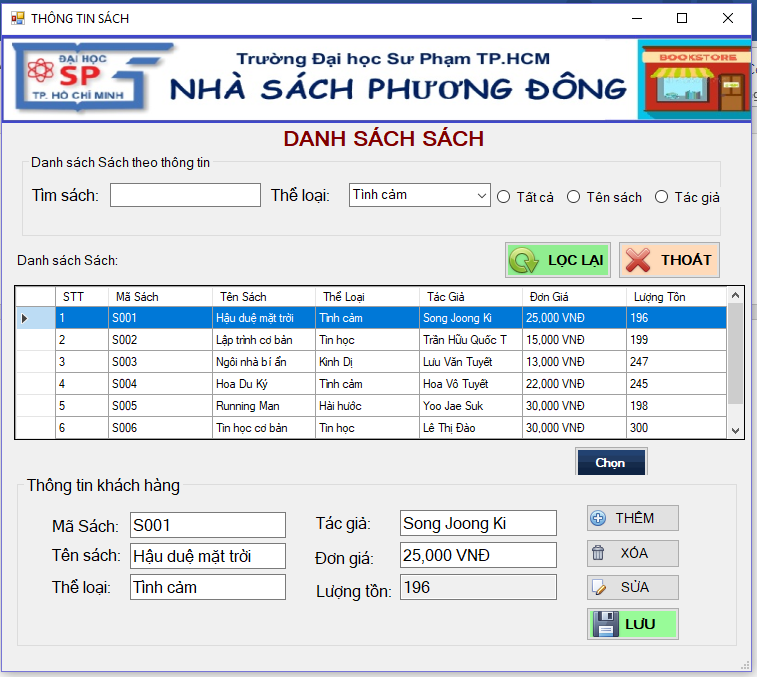 THÔNG TIN SÁCH
ĐẠI HỌC
SP
TP. HỒ CHÍ MINH
Trường Đại học Sư Phạm TP.HCM
NHÀ SÁCH PHƯƠNG ĐÔNG
BOOKSTORE
DANH SÁCH SÁCH
Danh sách Sách theo thông tin
Tìm sách: Thể loại: Tình cảm Tất cả Tên sách Tác giả
Danh sách Sách: LỌC LẠI THOÁT
STT Mã Sách Tên Sách Thể Loại Tác Giả Đơn Giá Lượng Tồn
1 S001 Hậu duệ mặt trời Tình cảm Song Joong Ki 25,000 VNĐ 196
2 S002 Lập trình cơ bản Tin học Trần Hữu Quốc T 15,000 VNĐ 199
3 S003 Ngôi nhà bí ẩn Kinh Dị Lưu Văn Tuyết 13,000 VNĐ 247
4 S004 Hoa Du Ký Tình cảm Hoa Vô Tuyết 22,000 VNĐ 245
5 S005 Running Man Hài hước Yoo Jae Suk 30,000 VNĐ 198
6 S006 Tin học cơ bản Tin học Lê Thị Đào 30,000 VNĐ 300
Chọn
Thông tin khách hàng
Mã Sách: S001 Tác giả: Song Joong Ki THÊM
Tên sách: Hậu duệ mặt trời Đơn giá: 25,000 VNĐ XÓA
Thể loại: Tình cảm Lượng tồn: 196 SỬA
LƯU